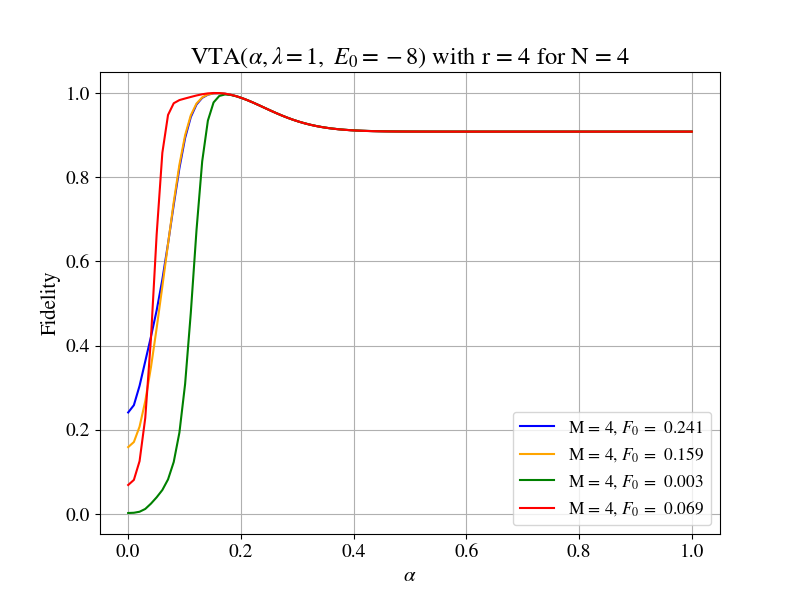 VTA(α, λ = 1, E₀ = −8) with r = 4 for N = 4
Fidelity
1.0
0.8
0.6
0.4
0.2
0.0
M = 4, F₀ = 0.241
M = 4, F₀ = 0.159
M = 4, F₀ = 0.003
M = 4, F₀ = 0.069
0.0 0.2 0.4 0.6 0.8 1.0
α